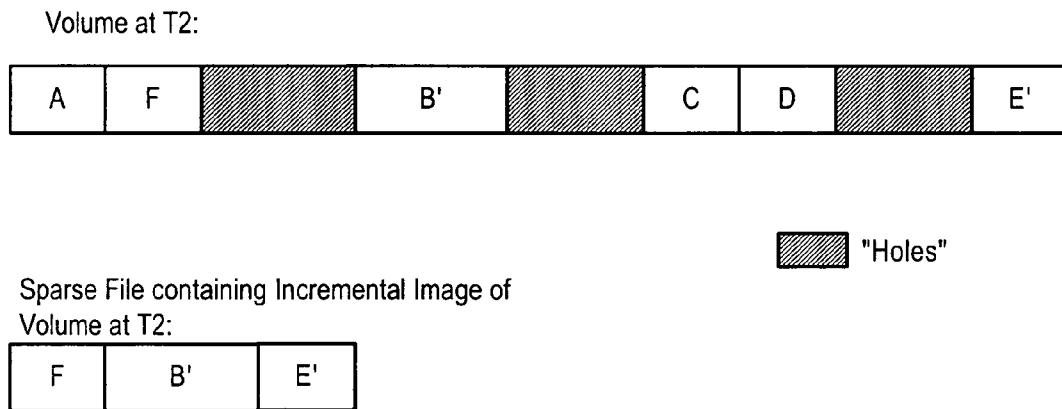 Volume at T2:
A F B' C D E'
"Holes"
Sparse File containing Incremental Image of
Volume at T2:
F B' E'